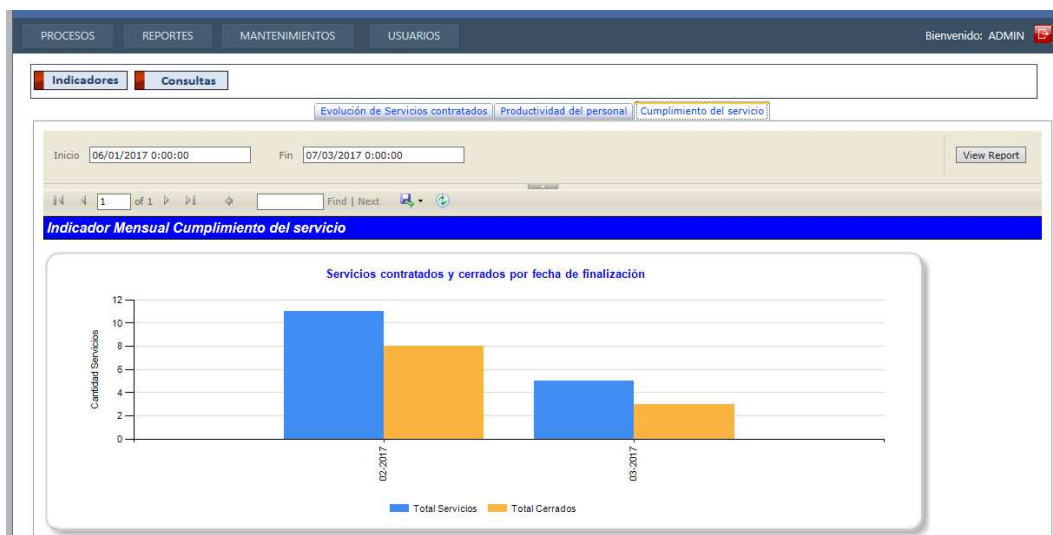 PROCESOS REPORTES MANTENIMIENTOS USUARIOS Bienvenido: ADMIN
Indicadores Consultas
Evolución de Servicios contratados Productividad del personal Cumplimiento del servicio
Inicio 06/01/2017 0:00:00 Fin 07/03/2017 0:00:00 View Report
1 of 1 Find | Next
Indicador Mensual Cumplimiento del servicio
Servicios contratados y cerrados por fecha de finalización
Cantidad Servicios
12
10
8
6
4
2
0
02-2017 03-2017
Total Servicios Total Cerrados